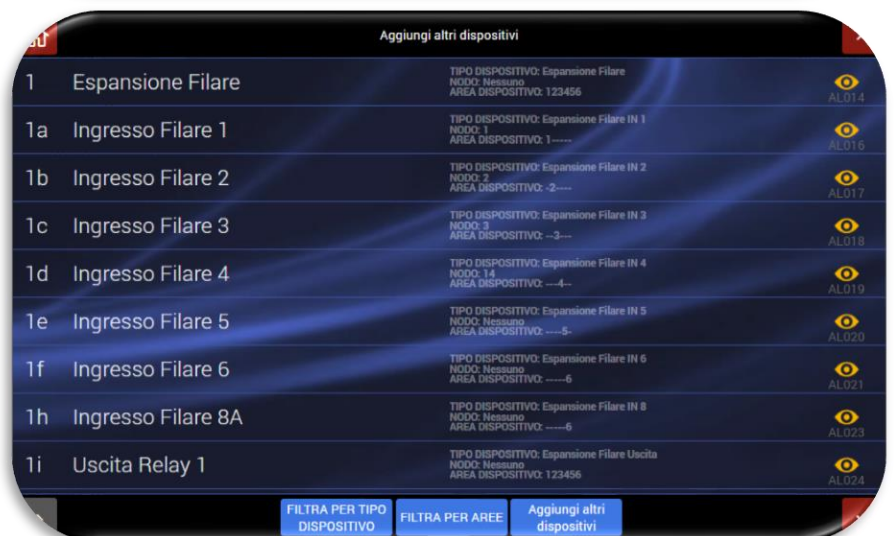 Aggiungi altri dispositivi
1 Espansione Filare
TIPO DISPOSITIVO: Espansione Filare
NODO: Nessuno
AREA DISPOSITIVO: 123456
AL014
1a Ingresso Filare 1
TIPO DISPOSITIVO: Espansione Filare IN 1
NODO: 1
AREA DISPOSITIVO: 1-----
AL016
1b Ingresso Filare 2
TIPO DISPOSITIVO: Espansione Filare IN 2
NODO: 2
AREA DISPOSITIVO: -2----
AL017
1c Ingresso Filare 3
TIPO DISPOSITIVO: Espansione Filare IN 3
NODO: 3
AREA DISPOSITIVO: --3---
AL018
1d Ingresso Filare 4
TIPO DISPOSITIVO: Espansione Filare IN 4
NODO: 14
AREA DISPOSITIVO: ---4--
AL019
1e Ingresso Filare 5
TIPO DISPOSITIVO: Espansione Filare IN 5
NODO: Nessuno
AREA DISPOSITIVO: ----5-
AL020
1f Ingresso Filare 6
TIPO DISPOSITIVO: Espansione Filare IN 6
NODO: Nessuno
AREA DISPOSITIVO: -----6
AL021
1h Ingresso Filare 8A
TIPO DISPOSITIVO: Espansione Filare IN 8
NODO: Nessuno
AREA DISPOSITIVO: -----6
AL023
1i Uscita Relay 1
TIPO DISPOSITIVO: Espansione Filare Uscita
NODO: Nessuno
AREA DISPOSITIVO: 123456
AL024
FILTRA PER TIPO
DISPOSITIVO
FILTRA PER AREE
Aggiungi altri
dispositivi